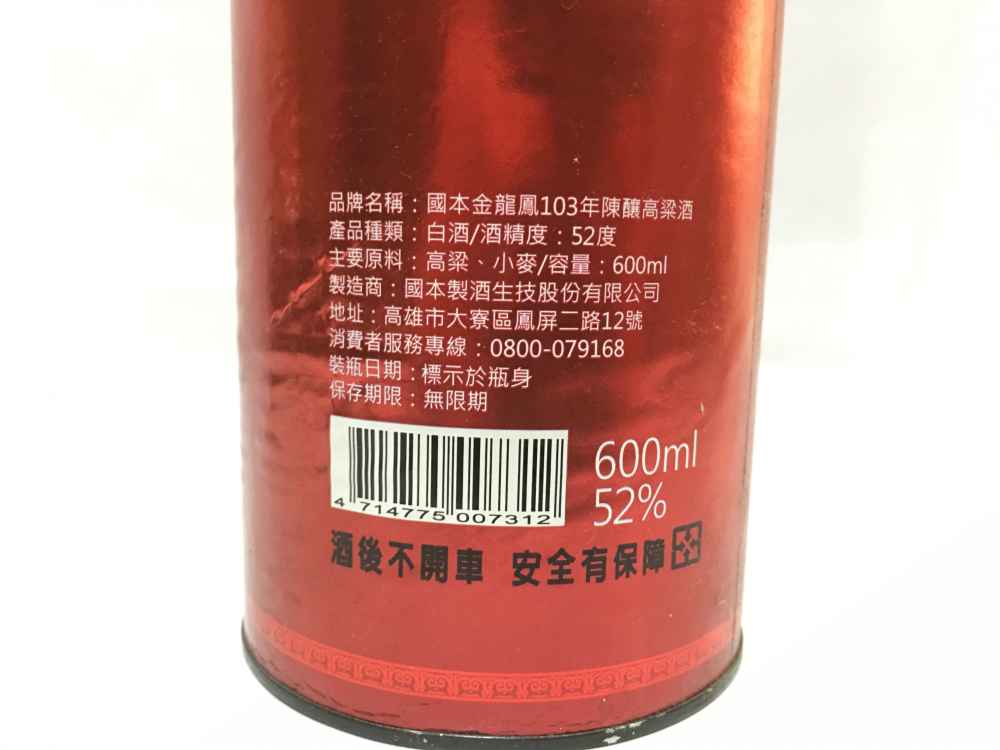 品牌名稱：國本金龍鳳103年陳釀高粱酒
產品種類：白酒/酒精度：52度
主要原料：高粱、小麥/容量：600ml
製造商：國本製酒生技股份有限公司
地址：高雄市大寮區鳳屏二路12號
消費者服務專線：0800-079168
裝瓶日期：標示於瓶身
保存期限：無限期
600ml
52%
4 714775 007312
酒後不開車 安全有保障